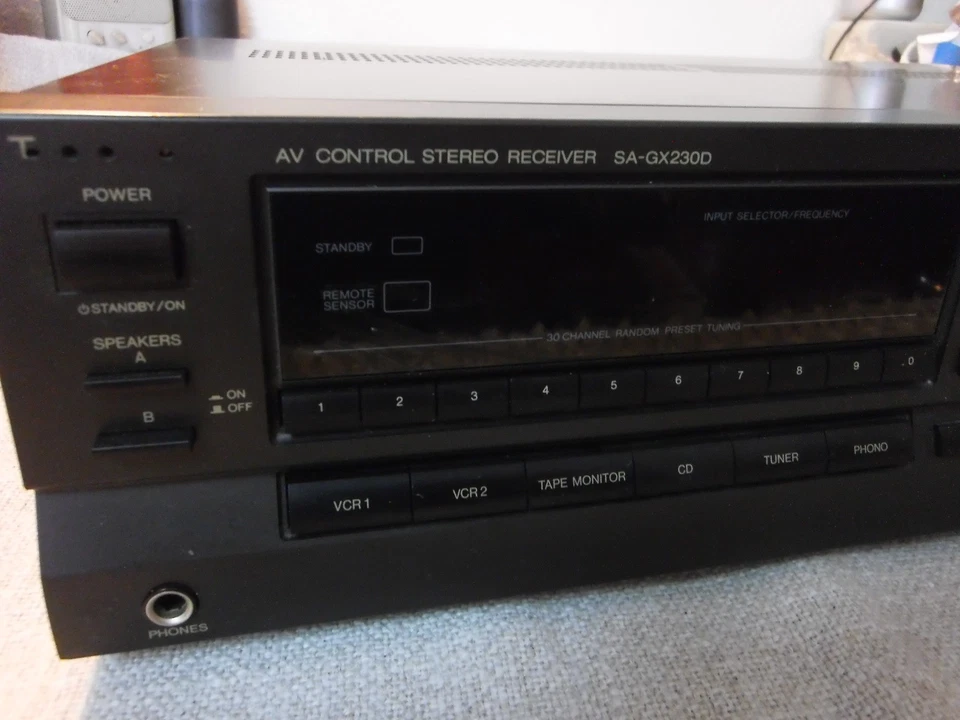 T
AV CONTROL STEREO RECEIVER SA-GX230D
POWER
STANDBY/ON
SPEAKERS
A
B
ON
OFF
INPUT SELECTOR/FREQUENCY
STANDBY
REMOTE
SENSOR
30 CHANNEL RANDOM PRESET TUNING
1 2 3 4 5 6 7 8 9 0
VCR 1 VCR 2 TAPE MONITOR CD TUNER PHONO
PHONES